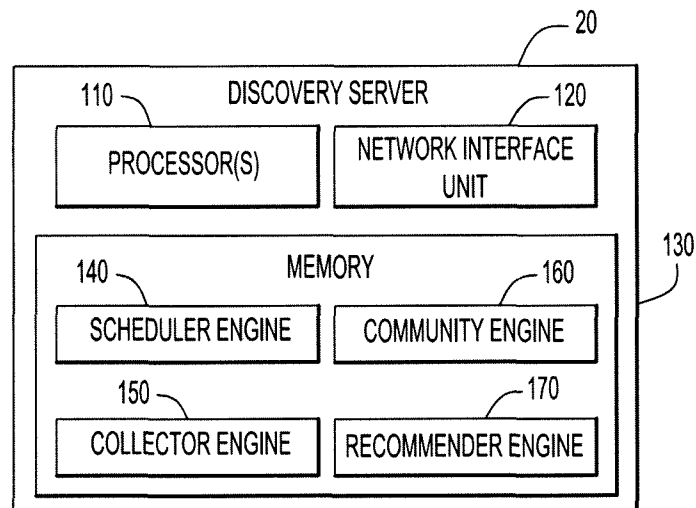 20
DISCOVERY SERVER
110
120
PROCESSOR(S)
NETWORK INTERFACE
UNIT
130
MEMORY
140
160
SCHEDULER ENGINE
COMMUNITY ENGINE
150
170
COLLECTOR ENGINE
RECOMMENDER ENGINE